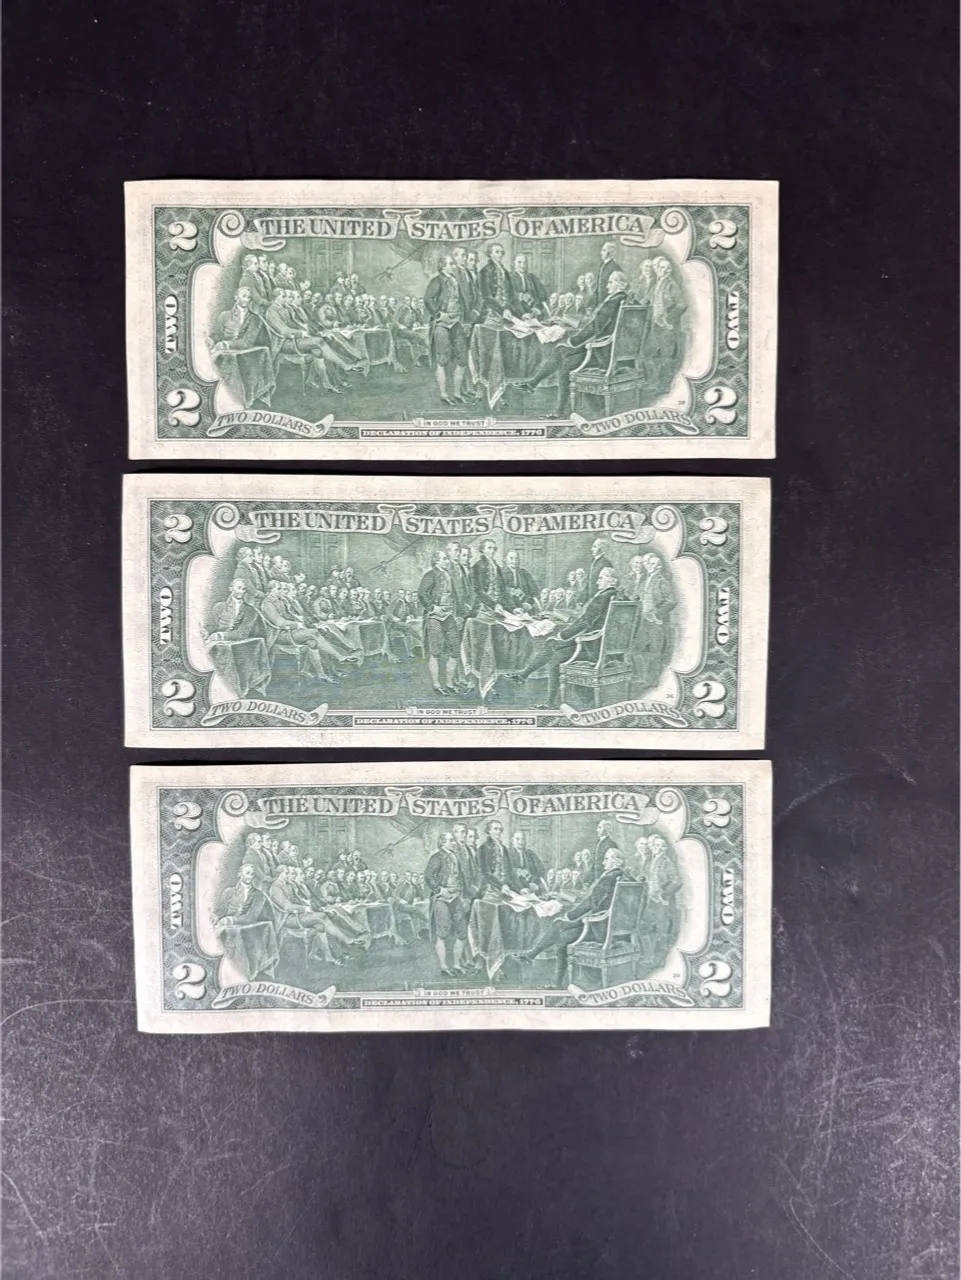 2 THE UNITED STATES OF AMERICA 2
TWO TWO
2 TWO DOLLARS IN GOD WE TRUST TWO DOLLARS 2
DECLARATION OF INDEPENDENCE, 1776
2 THE UNITED STATES OF AMERICA 2
TWO TWO
2 TWO DOLLARS IN GOD WE TRUST TWO DOLLARS 2
DECLARATION OF INDEPENDENCE, 1776
2 THE UNITED STATES OF AMERICA 2
TWO TWO
2 TWO DOLLARS IN GOD WE TRUST TWO DOLLARS 2
DECLARATION OF INDEPENDENCE, 1776